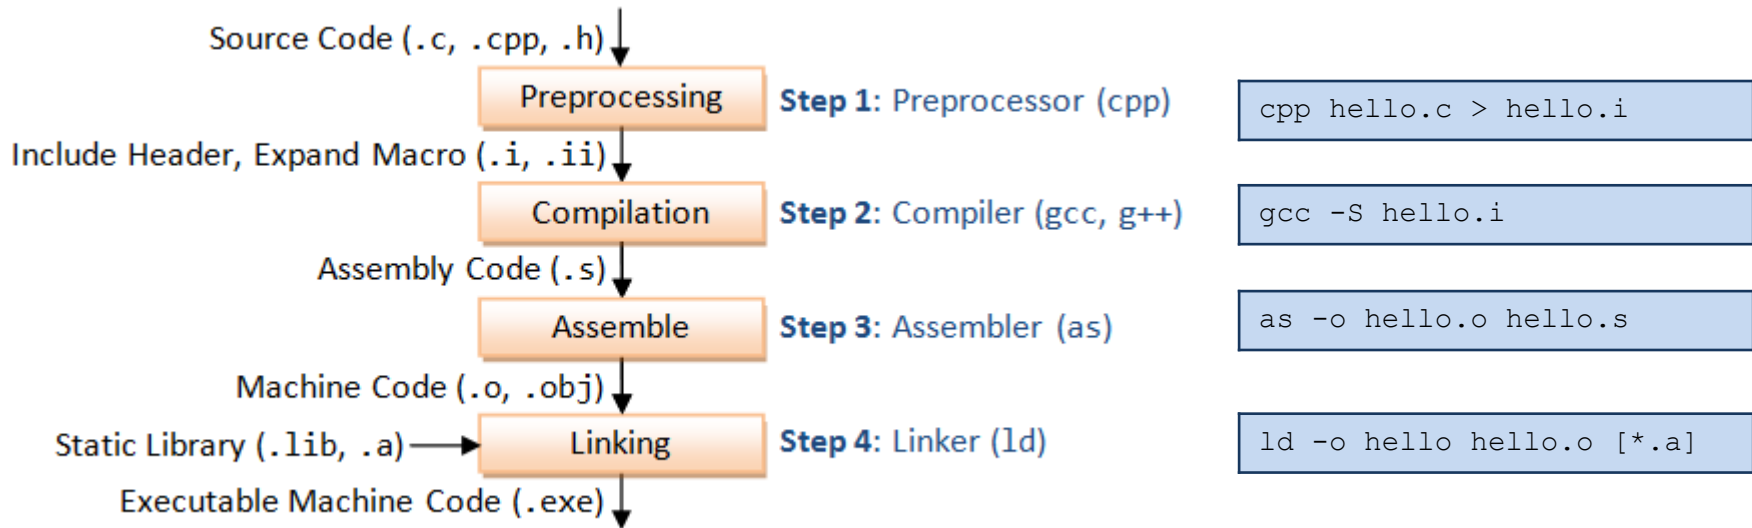 Source Code (.c, .cpp, .h)
Preprocessing
Step 1: Preprocessor (cpp)
cpp hello.c > hello.i
Include Header, Expand Macro (.i, .ii)
Compilation
Step 2: Compiler (gcc, g++)
gcc -S hello.i
Assembly Code (.s)
Assemble
Step 3: Assembler (as)
as -o hello.o hello.s
Machine Code (.o, .obj)
Static Library (.lib, .a)
Linking
Step 4: Linker (ld)
ld -o hello hello.o [*.a]
Executable Machine Code (.exe)